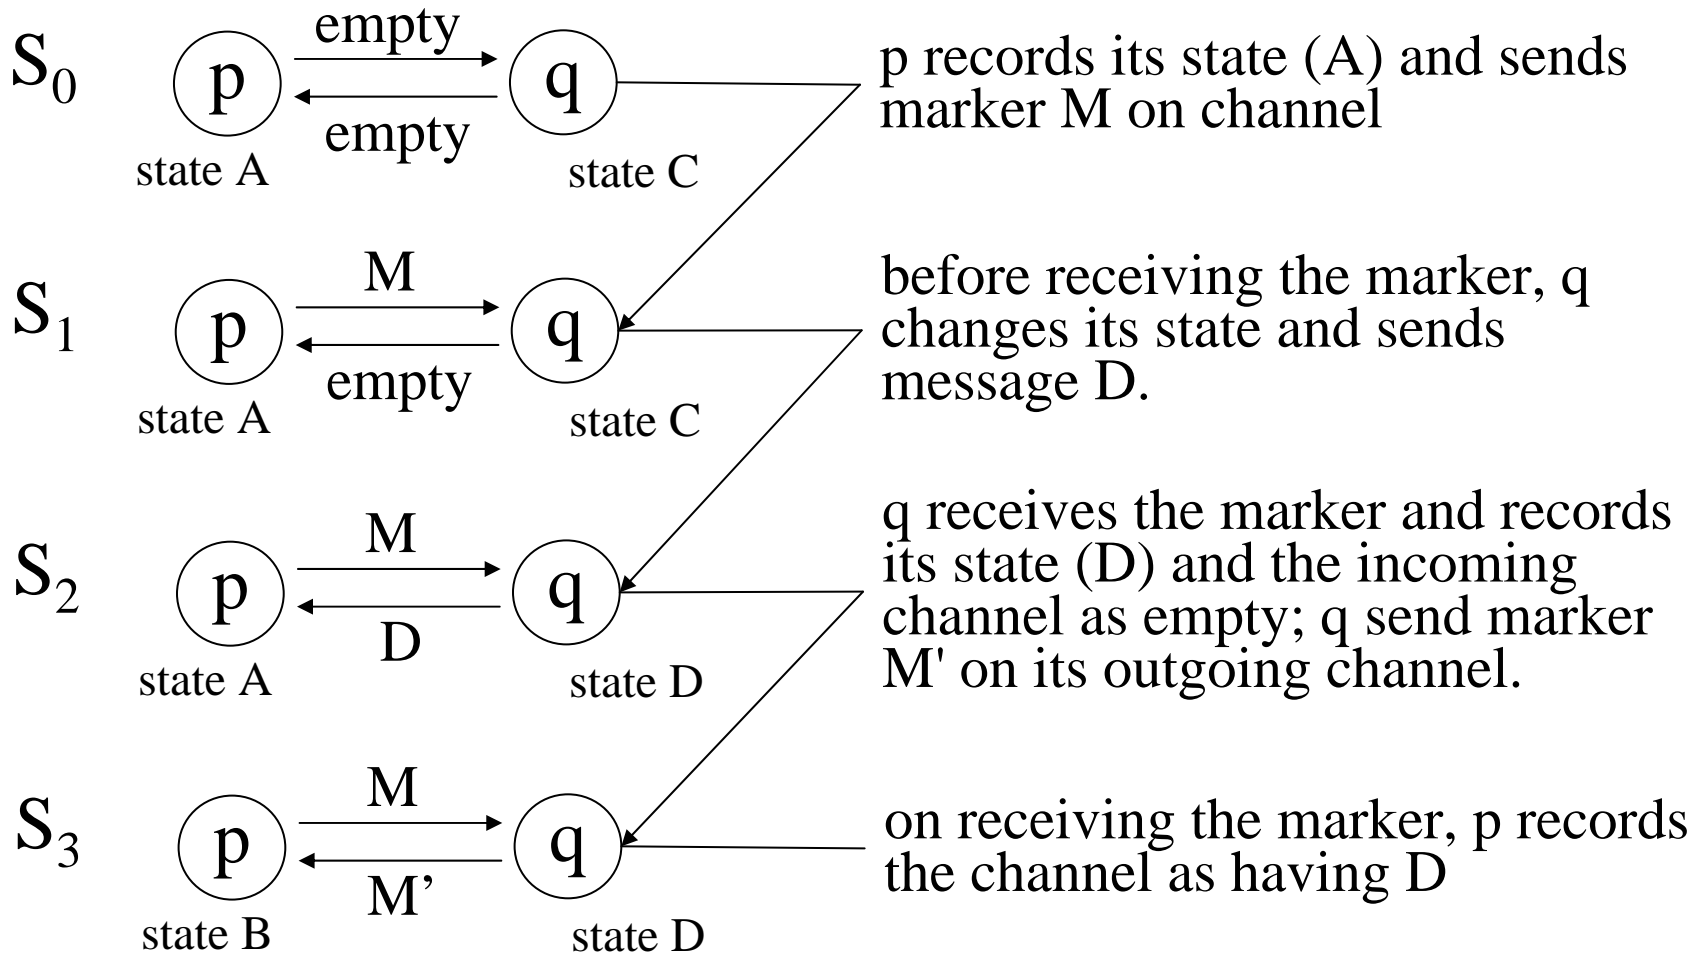 S0
empty
p
q
empty
state A
state C
p records its state (A) and sends
marker M on channel
S1
M
p
q
empty
state A
state C
before receiving the marker, q
changes its state and sends
message D.
S2
M
p
q
D
state A
state D
q receives the marker and records
its state (D) and the incoming
channel as empty; q send marker
M' on its outgoing channel.
S3
M
p
q
M’
state B
state D
on receiving the marker, p records
the channel as having D